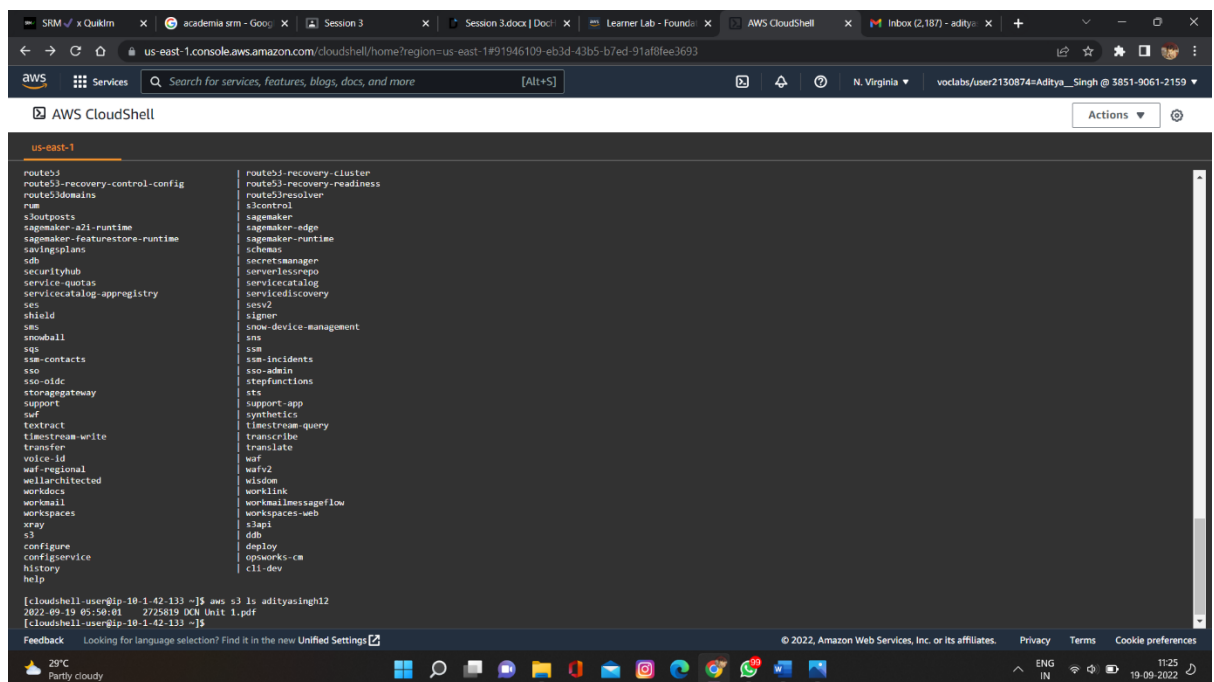 SRM ✓ x Quiklrn
academia srm - Goog
Session 3
Session 3.docx | DocH
Learner Lab - Foundat
AWS CloudShell
Inbox (2,187) - aditya
us-east-1.console.aws.amazon.com/cloudshell/home?region=us-east-1#91946109-eb3d-43b5-b7ed-91af8fee3693
aws Services Search for services, features, blogs, docs, and more [Alt+S] N. Virginia ▼ voclabs/user2130874=Aditya__Singh @ 3851-9061-2159 ▼
AWS CloudShell Actions ▼
us-east-1
route53 | route53-recovery-cluster
route53-recovery-control-config | route53-recovery-readiness
route53domains | route53resolver
rum | s3control
s3outposts | sagemaker
sagemaker-a2i-runtime | sagemaker-edge
sagemaker-featurestore-runtime | sagemaker-runtime
savingsplans | schemas
sdb | secretsmanager
securityhub | serverlessrepo
service-quotas | servicecatalog
servicecatalog-appregistry | servicediscovery
ses | sesv2
shield | signer
sms | snow-device-management
snowball | sns
sqs | ssm
ssm-contacts | ssm-incidents
sso | sso-admin
sso-oidc | stepfunctions
storagegateway | sts
support | support-app
swf | synthetics
textract | timestream-query
timestream-write | transcribe
transfer | translate
voice-id | waf
waf-regional | wafv2
wellarchitected | wisdom
workdocs | worklink
workmail | workmailmessageflow
workspaces | workspaces-web
xray | s3api
s3 | ddb
configure | deploy
configservice | opsworks-cm
history | cli-dev
help
[cloudshell-user@ip-10-1-42-133 ~]$ aws s3 ls adityasingh12
2022-09-19 05:50:01 2725819 DCN Unit 1.pdf
[cloudshell-user@ip-10-1-42-133 ~]$
Feedback Looking for language selection? Find it in the new Unified Settings © 2022, Amazon Web Services, Inc. or its affiliates. Privacy Terms Cookie preferences
29°C
Partly cloudy
99
ENG
IN
11:25
19-09-2022